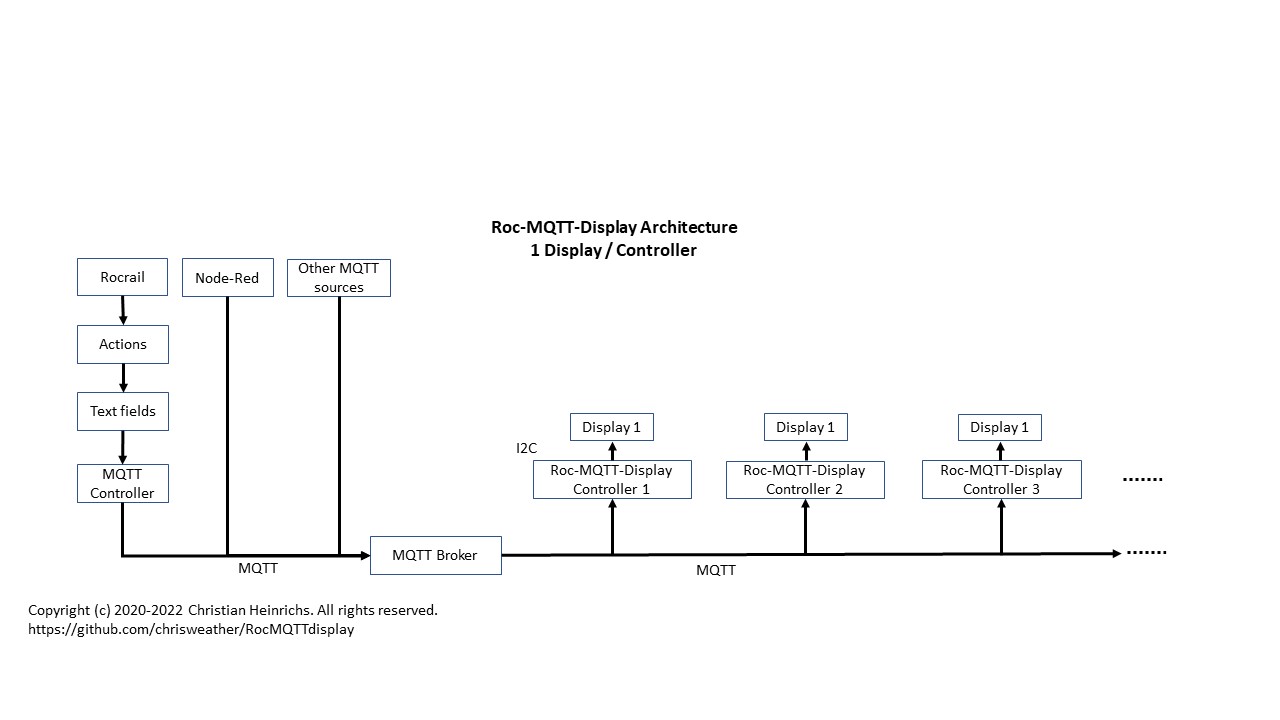 Roc-MQTT-Display Architecture
1 Display / Controller
Rocrail
Node-Red
Other MQTT
sources
Actions
Text fields
MQTT
Controller
Display 1
Display 1
Display 1
I2C
Roc-MQTT-Display
Controller 1
Roc-MQTT-Display
Controller 2
Roc-MQTT-Display
Controller 3
.......
MQTT Broker
.......
MQTT
MQTT
Copyright (c) 2020-2022 Christian Heinrichs. All rights reserved.
https://github.com/chrisweather/RocMQTTdisplay